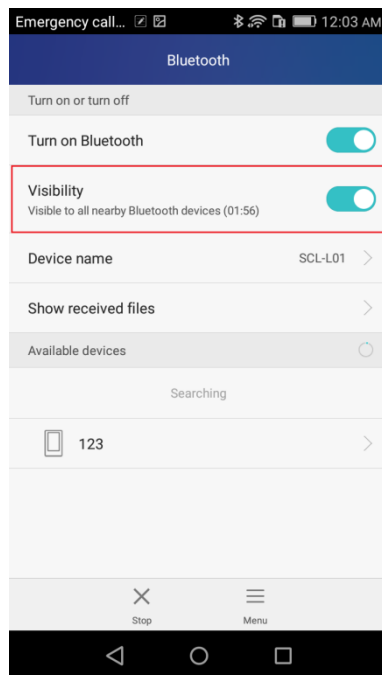 Emergency call... 12:03 AM
Bluetooth
Turn on or turn off
Turn on Bluetooth
Visibility
Visible to all nearby Bluetooth devices (01:56)
Device name SCL-L01
Show received files
Available devices
Searching
123
Stop Menu